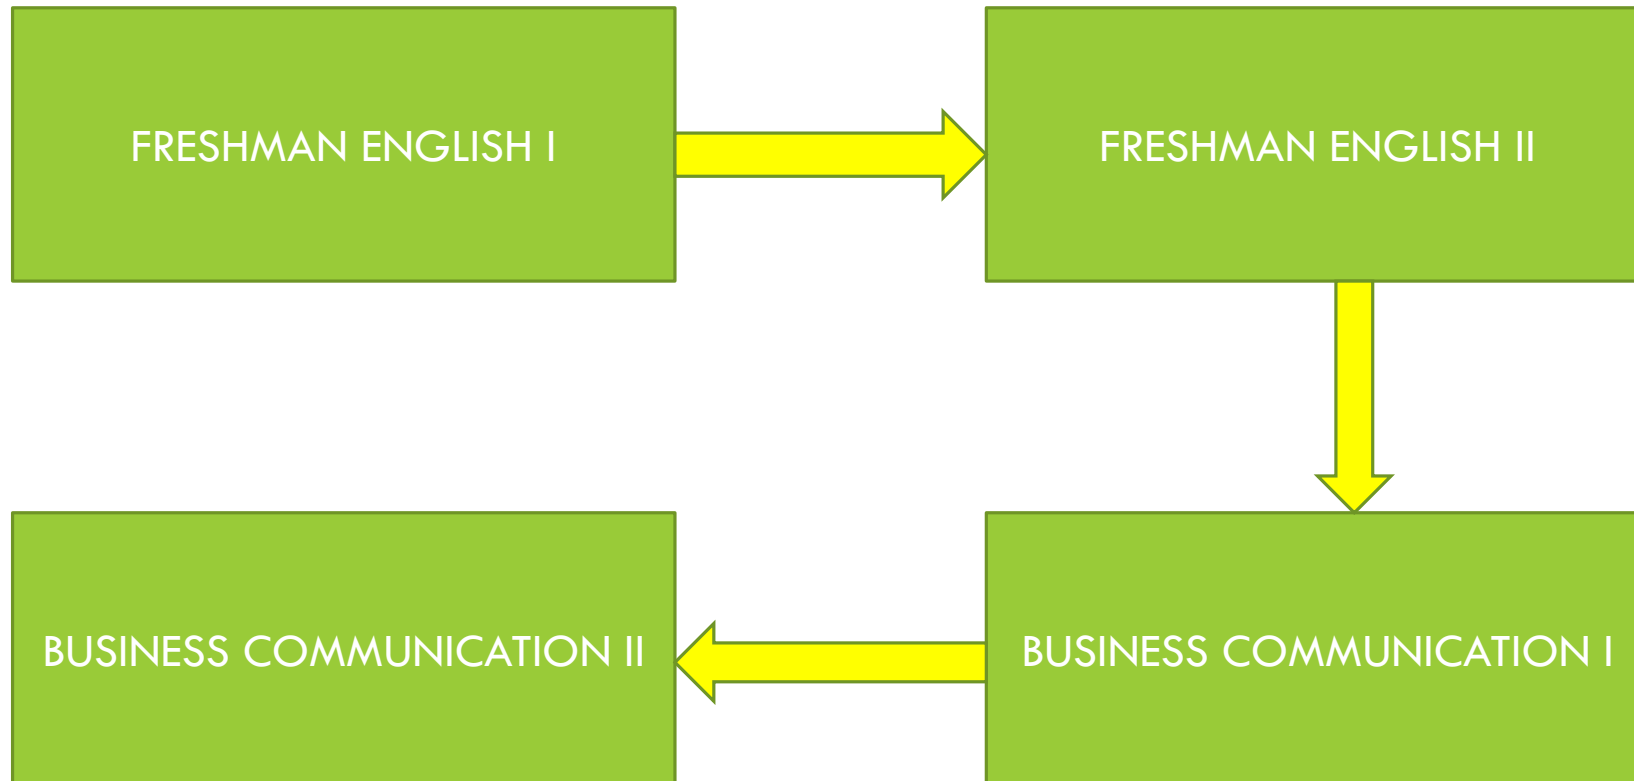 FRESHMAN ENGLISH I
FRESHMAN ENGLISH II
BUSINESS COMMUNICATION I
BUSINESS COMMUNICATION II